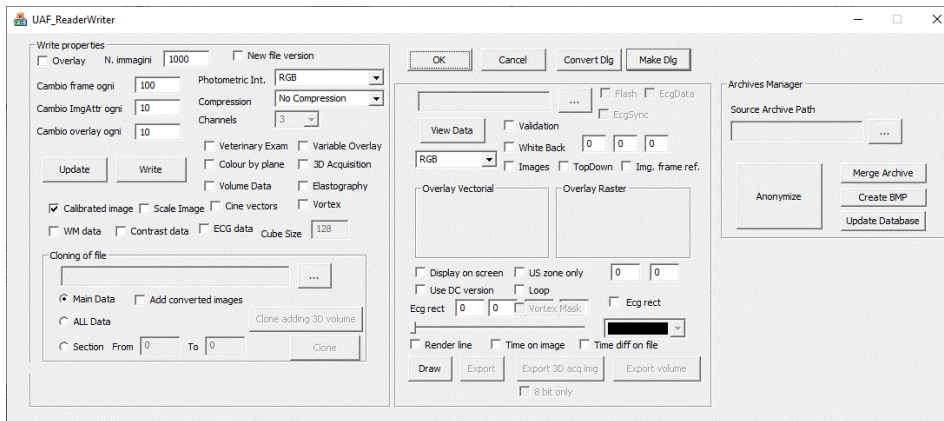 UAF_ReaderWriter
Write properties
Overlay N. immagini 1000 New file version
Cambio frame ogni 100 Photometric Int. RGB
Cambio ImgAttr ogni 10 Compression No Compression
Cambio overlay ogni 10 Channels 3
Veterinary Exam Variable Overlay
Update Write Colour by plane 3D Acquisition
Volume Data Elastography
Calibrated image Scale Image Cine vectors Vortex
WM data Contrast data ECG data Cube Size 128
Cloning of file
...
Main Data Add converted images
ALL Data Clone adding 3D volume
Section From 0 To 0 Clone
OK Cancel Convert Dlg Make Dlg
... Flash EcgData
EcgSync
View Data Validation
White Back 0 0 0
RGB Images TopDown Img. frame ref.
Overlay Vectorial Overlay Raster
Display on screen US zone only 0 0
Use DC version Loop
Ecg rect 0 0 Vortex Mask Ecg rect
Render line Time on image Time diff on file
Draw Export Export 3D acq img Export volume
8 bit only
Archives Manager
Source Archive Path
...
Anonymize Merge Archive
Create BMP
Update Database